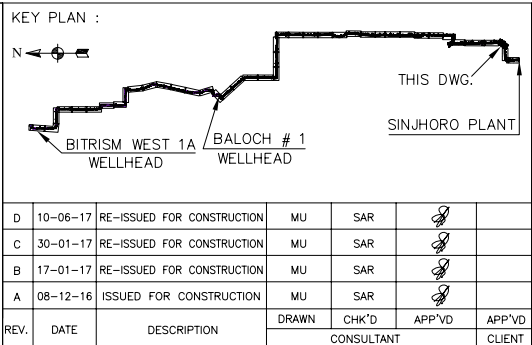 KEY PLAN :
N
THIS DWG.
SINJHORO PLANT
BITRISM WEST 1A
WELLHEAD
BALOCH # 1
WELLHEAD
D 10-06-17 RE-ISSUED FOR CONSTRUCTION MU SAR
C 30-01-17 RE-ISSUED FOR CONSTRUCTION MU SAR
B 17-01-17 RE-ISSUED FOR CONSTRUCTION MU SAR
A 08-12-16 ISSUED FOR CONSTRUCTION MU SAR
REV. DATE DESCRIPTION DRAWN CHK'D APP'VD APP'VD
CONSULTANT CLIENT